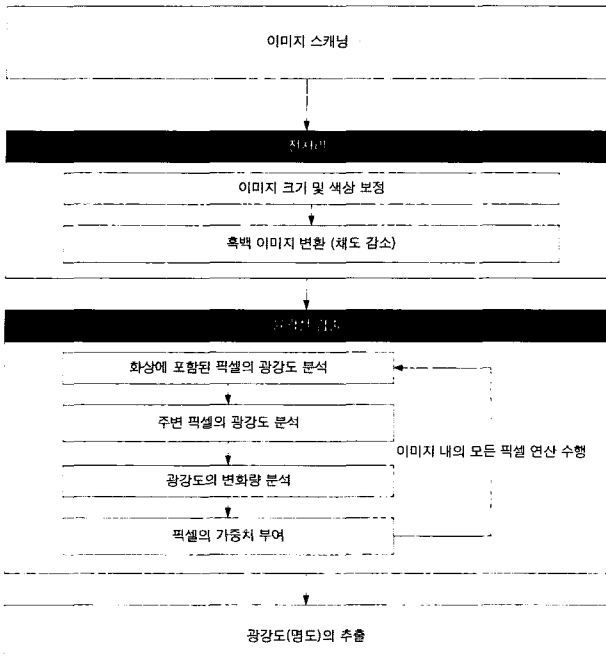 이미지 스캐닝
전처리
이미지 크기 및 색상 보정
흑백 이미지 변환 (채도 감소)
화상에 포함된 픽셀의 광강도 분석
주변 픽셀의 광강도 분석
이미지 내의 모든 픽셀 연산 수행
광강도의 변화량 분석
픽셀의 가중치 부여
광강도(명도)의 추출